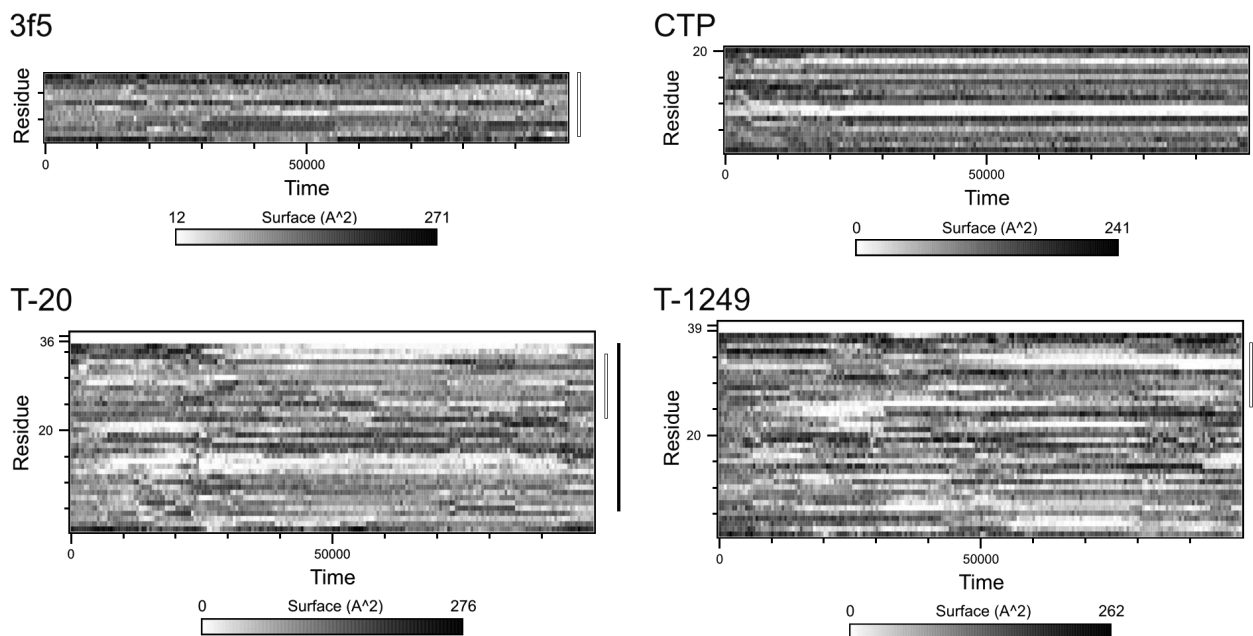 3f5
Residue
0
50000
Time
12
Surface (A^2)
271
CTP
20
Residue
0
50000
Time
0
Surface (A^2)
241
T-20
36
20
Residue
0
50000
Time
0
Surface (A^2)
276
T-1249
39
20
Residue
0
50000
Time
0
Surface (A^2)
262